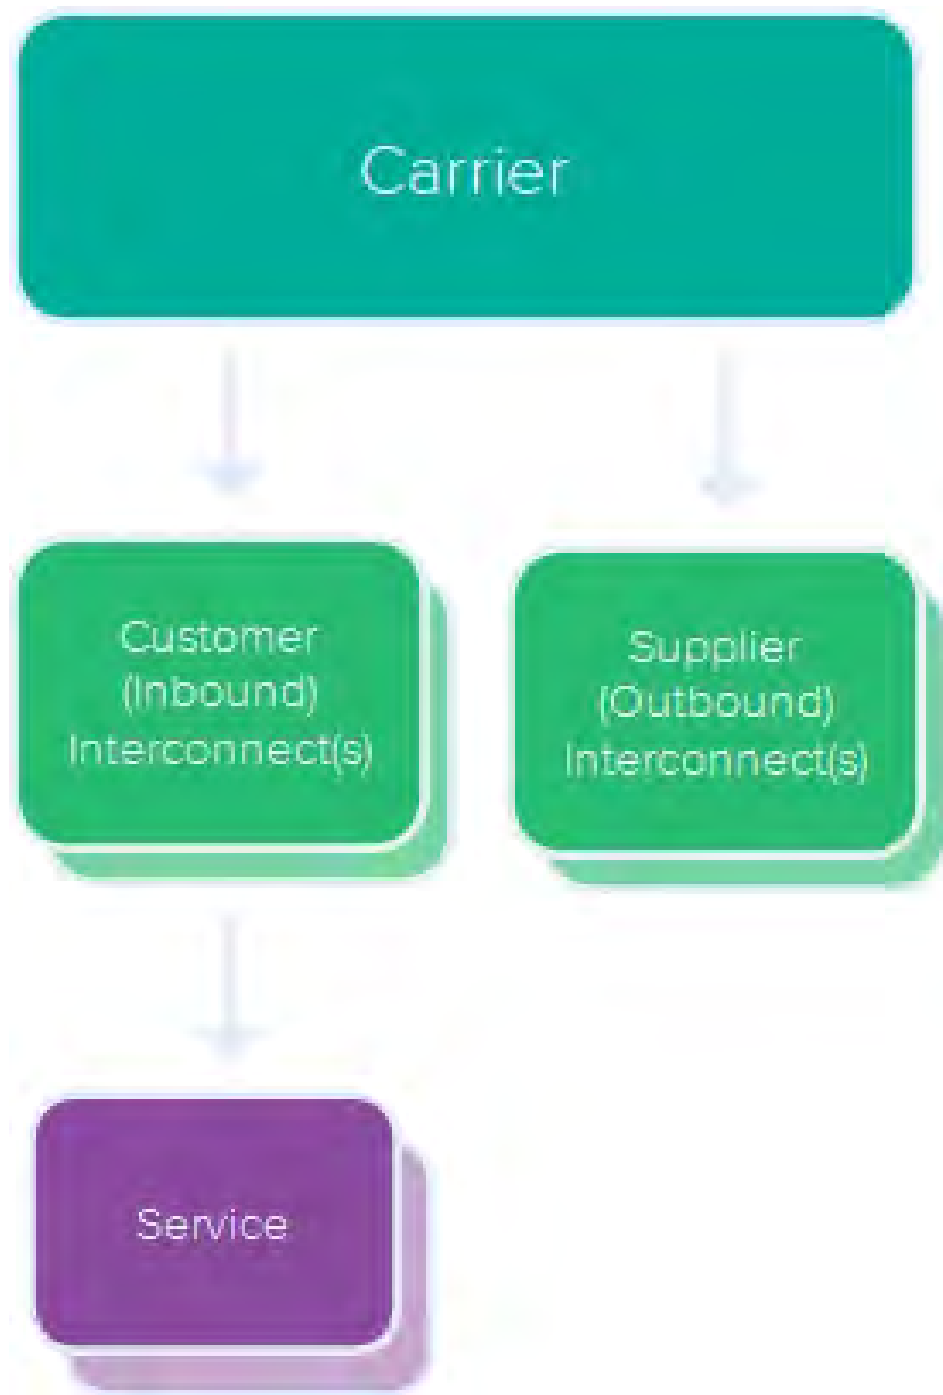 Carrier
Customer
(Inbound)
Interconnect(s)
Supplier
(Outbound)
Interconnect(s)
Service